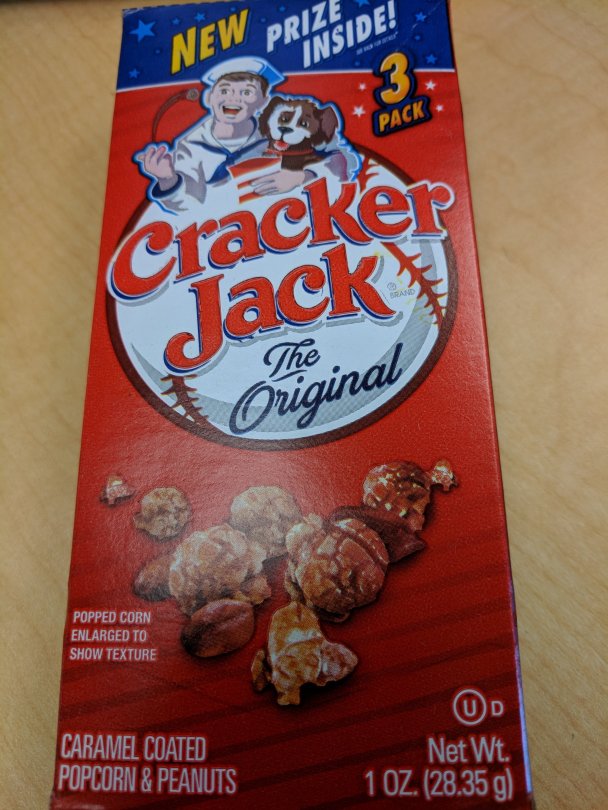 NEW PRIZE
INSIDE!
3
PACK
Cracker
Jack
®
BRAND
The
Original
POPPED CORN
ENLARGED TO
SHOW TEXTURE
U D
CARAMEL COATED
POPCORN & PEANUTS
Net Wt.
1 OZ. (28.35 g)